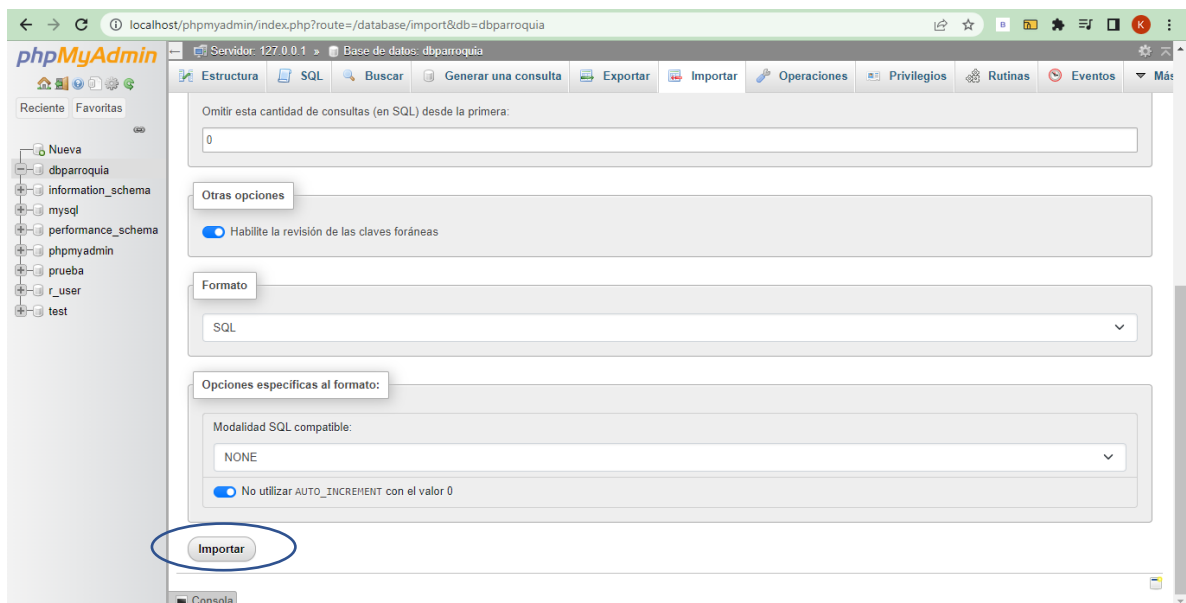 localhost/phpmyadmin/index.php?route=/database/import&db=dbparroquia
K
phpMyAdmin
Reciente Favoritas
Nueva
dbparroquia
information_schema
mysql
performance_schema
phpmyadmin
prueba
r_user
test
Servidor: 127.0.0.1 » Base de datos: dbparroquia
Estructura SQL Buscar Generar una consulta Exportar Importar Operaciones Privilegios Rutinas Eventos Más
Omitir esta cantidad de consultas (en SQL) desde la primera:
0
Otras opciones
Habilite la revisión de las claves foráneas
Formato
SQL
Opciones específicas al formato:
Modalidad SQL compatible:
NONE
No utilizar AUTO_INCREMENT con el valor 0
Importar
Consola